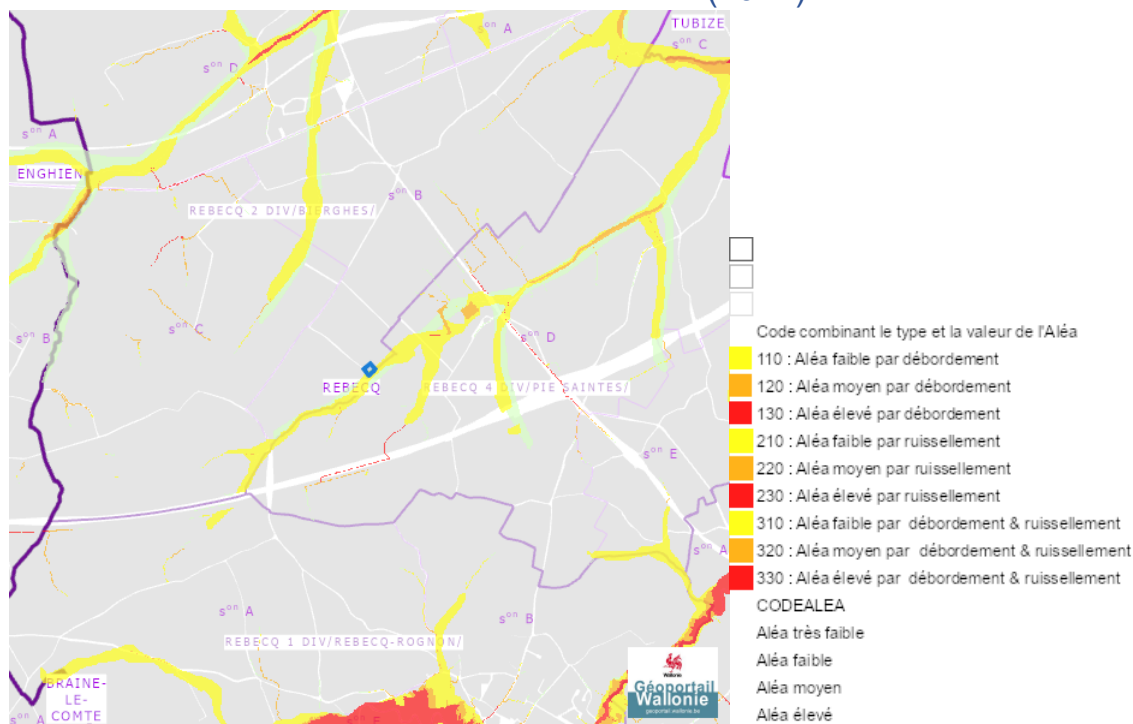 TUBIZE
sᵒⁿ A
sᵒⁿ C
sᵒⁿ D
sᵒⁿ A
ENGHIEN
sᵒⁿ B
REBECQ 2 DIV/BIERGHES/
sᵒⁿ C
sᵒⁿ B
sᵒⁿ D
REBECQ
REBECQ 4 DIV/PIE SAINTES/
sᵒⁿ E
sᵒⁿ A
sᵒⁿ A
sᵒⁿ B
REBECQ 1 DIV/REBECQ-ROGNON/
BRAINE-
LE-
COMTE
sᵒⁿ A
Wallonie
Géoportail
Wallonie
geoportail.wallonie.be
Code combinant le type et la valeur de l'Aléa
110 : Aléa faible par débordement
120 : Aléa moyen par débordement
130 : Aléa élevé par débordement
210 : Aléa faible par ruissellement
220 : Aléa moyen par ruissellement
230 : Aléa élevé par ruissellement
310 : Aléa faible par débordement & ruissellement
320 : Aléa moyen par débordement & ruissellement
330 : Aléa élevé par débordement & ruissellement
CODEALEA
Aléa très faible
Aléa faible
Aléa moyen
Aléa élevé